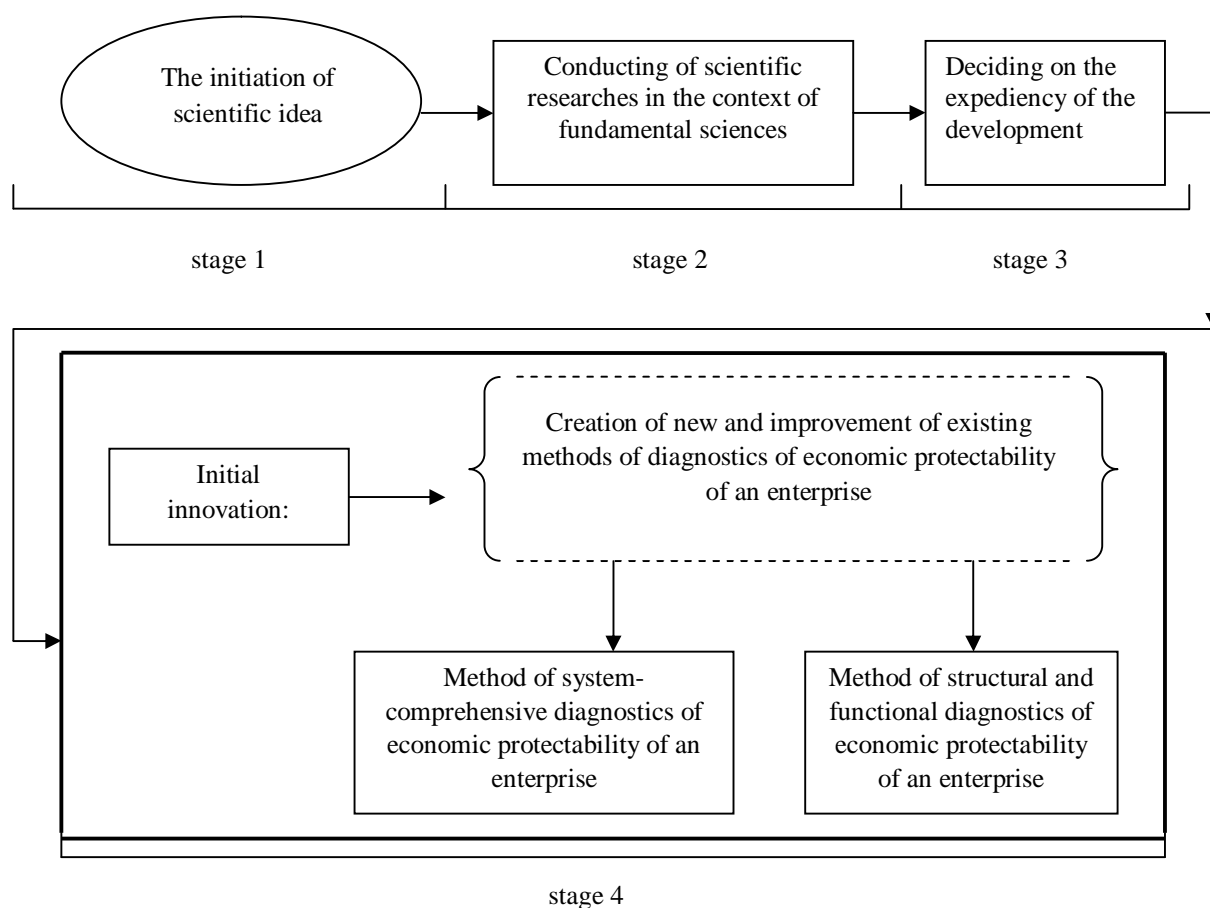 The initiation of
scientific idea
Conducting of scientific
researches in the context of
fundamental sciences
Deciding on the
expediency of the
development
stage 1
stage 2
stage 3
Initial
innovation:
Creation of new and improvement of existing
methods of diagnostics of economic protectability
of an enterprise
Method of system-
comprehensive diagnostics of
economic protectability of an
enterprise
Method of structural and
functional diagnostics of
economic protectability
of an enterprise
stage 4